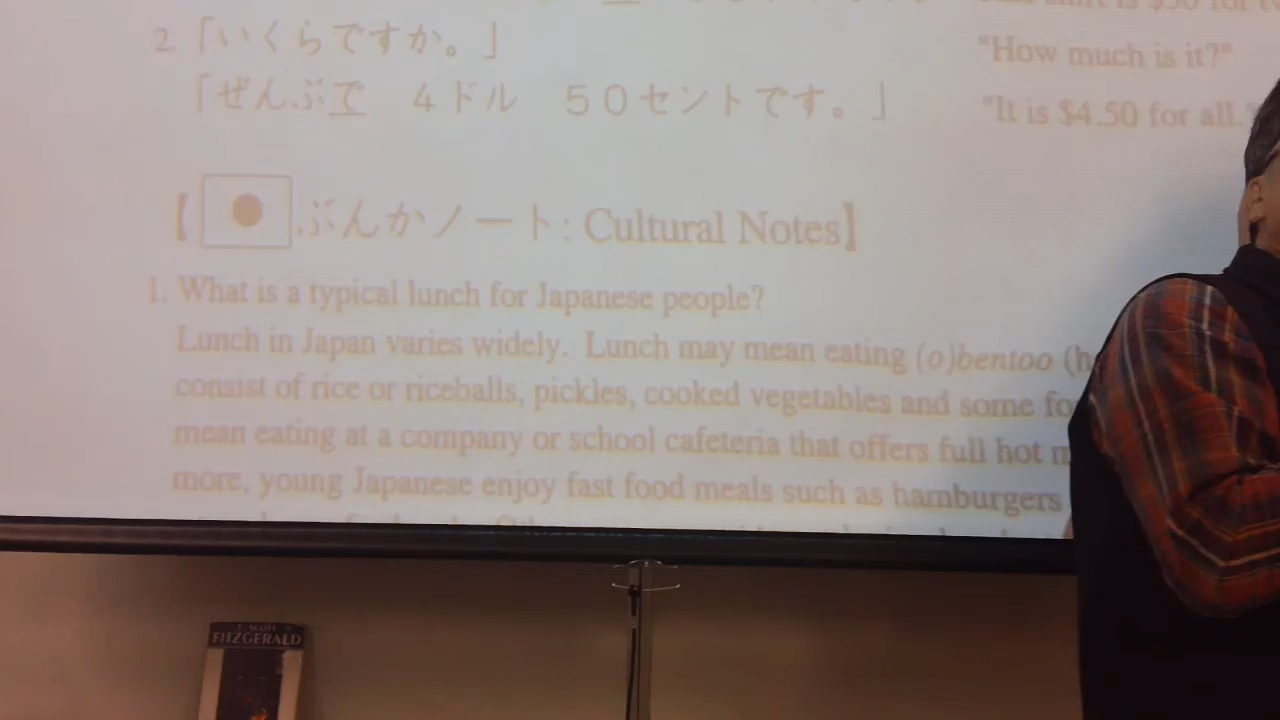 is $50 for
2.「いくらですか。」 "How much is it?"
「ぜんぶで 4ドル 50セントです。」 "It is $4.50 for all."
【 ぶんかノート: Cultural Notes】
1. What is a typical lunch for Japanese people?
Lunch in Japan varies widely. Lunch may mean eating (o)bentoo
consist of rice or riceballs, pickles, cooked vegetables and some
mean eating at a company or school cafeteria that offers full hot
more, young Japanese enjoy fast food meals such as hamburgers
F. SCOTT
FITZGERALD